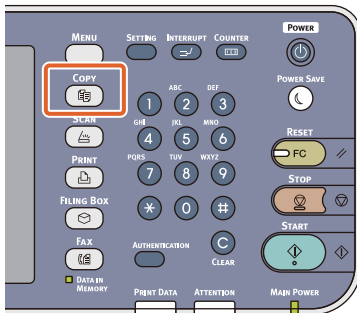 POWER
MENU
SETTING INTERRUPT COUNTER
COPY
POWER SAVE
ABC DEF
1 2 3
SCAN
GHI JKL MNO
4 5 6
RESET
FC
PRINT
PQRS TUV WXYZ
7 8 9
STOP
FILING BOX
* 0 #
START
FAX
AUTHENTICATION
C
CLEAR
DATA IN
MEMORY
PRINT DATA ATTENTION MAIN POWER